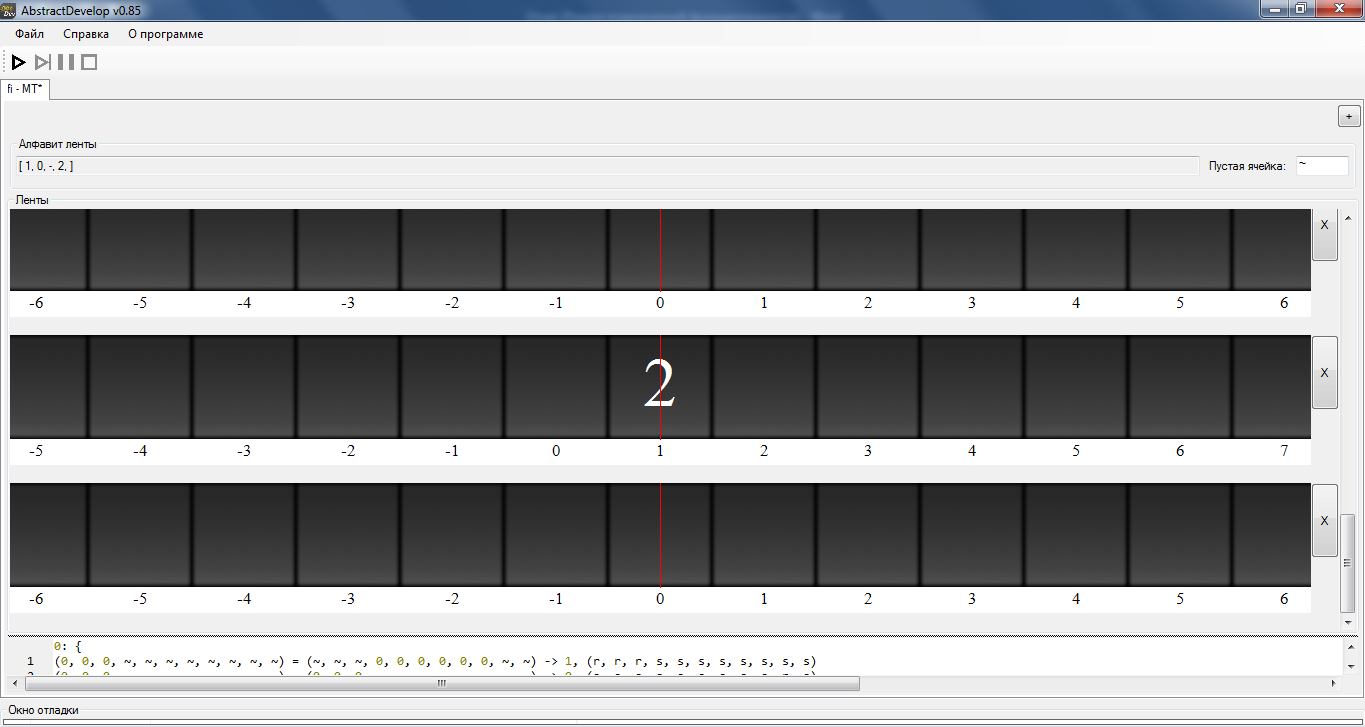 AbstractDevelop v0.85
Файл Справка О программе
fi - MT*
+
Алфавит ленты
[ 1, 0, -, 2, ] Пустая ячейка: ~
Ленты
X
-6 -5 -4 -3 -2 -1 0 1 2 3 4 5 6
2 X
-5 -4 -3 -2 -1 0 1 2 3 4 5 6 7
X
-6 -5 -4 -3 -2 -1 0 1 2 3 4 5 6
0: {
1 (0, 0, 0, ~, ~, ~, ~, ~, ~, ~, ~) = (~, ~, ~, 0, 0, 0, 0, 0, 0, ~, ~) -> 1, (r, r, r, s, s, s, s, s, s, s, s)
Окно отладки